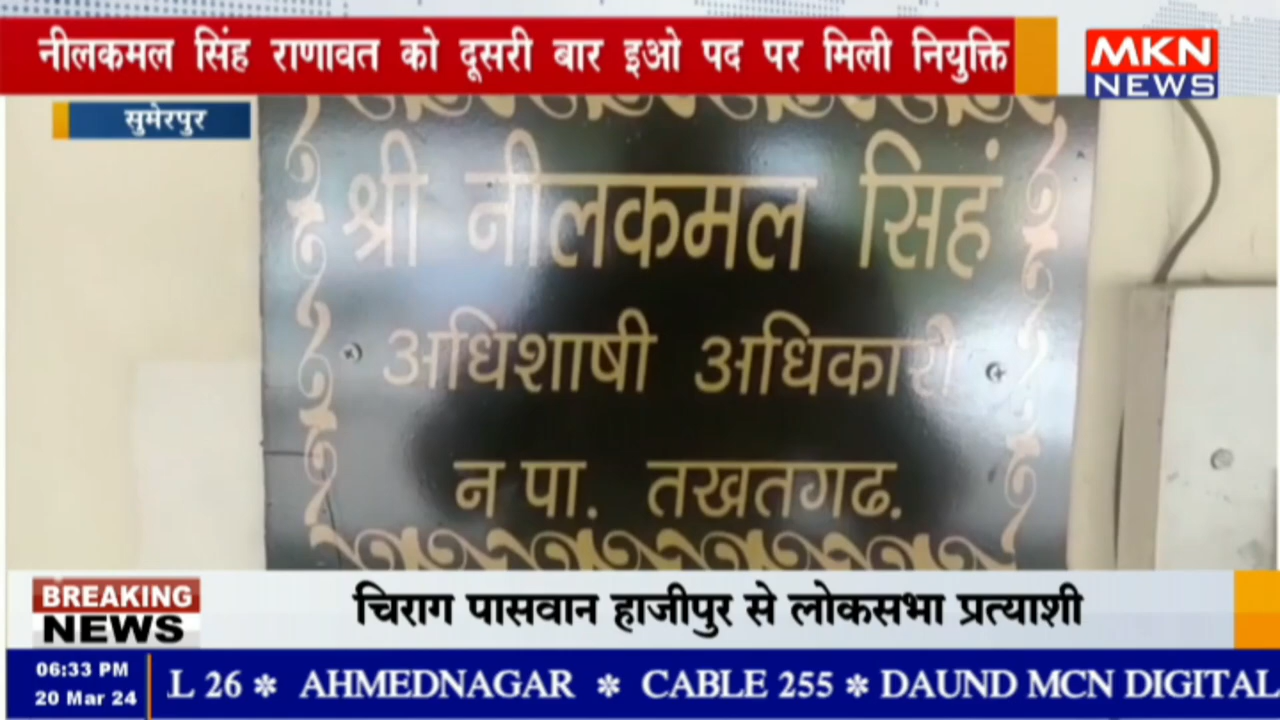 नीलकमल सिंह राणावत को दूसरी बार इओ पद पर मिली नियुक्ति
MKN
NEWS
सुमेरपुर
श्री नीलकमल सिहं
अधिशाषी अधिकारी
न पा. तखतगढ.
BREAKING
NEWS
चिराग पासवान हाजीपुर से लोकसभा प्रत्याशी
06:33 PM
20 Mar 24
L 26 * AHMEDNAGAR * CABLE 255 * DAUND MCN DIGITAL